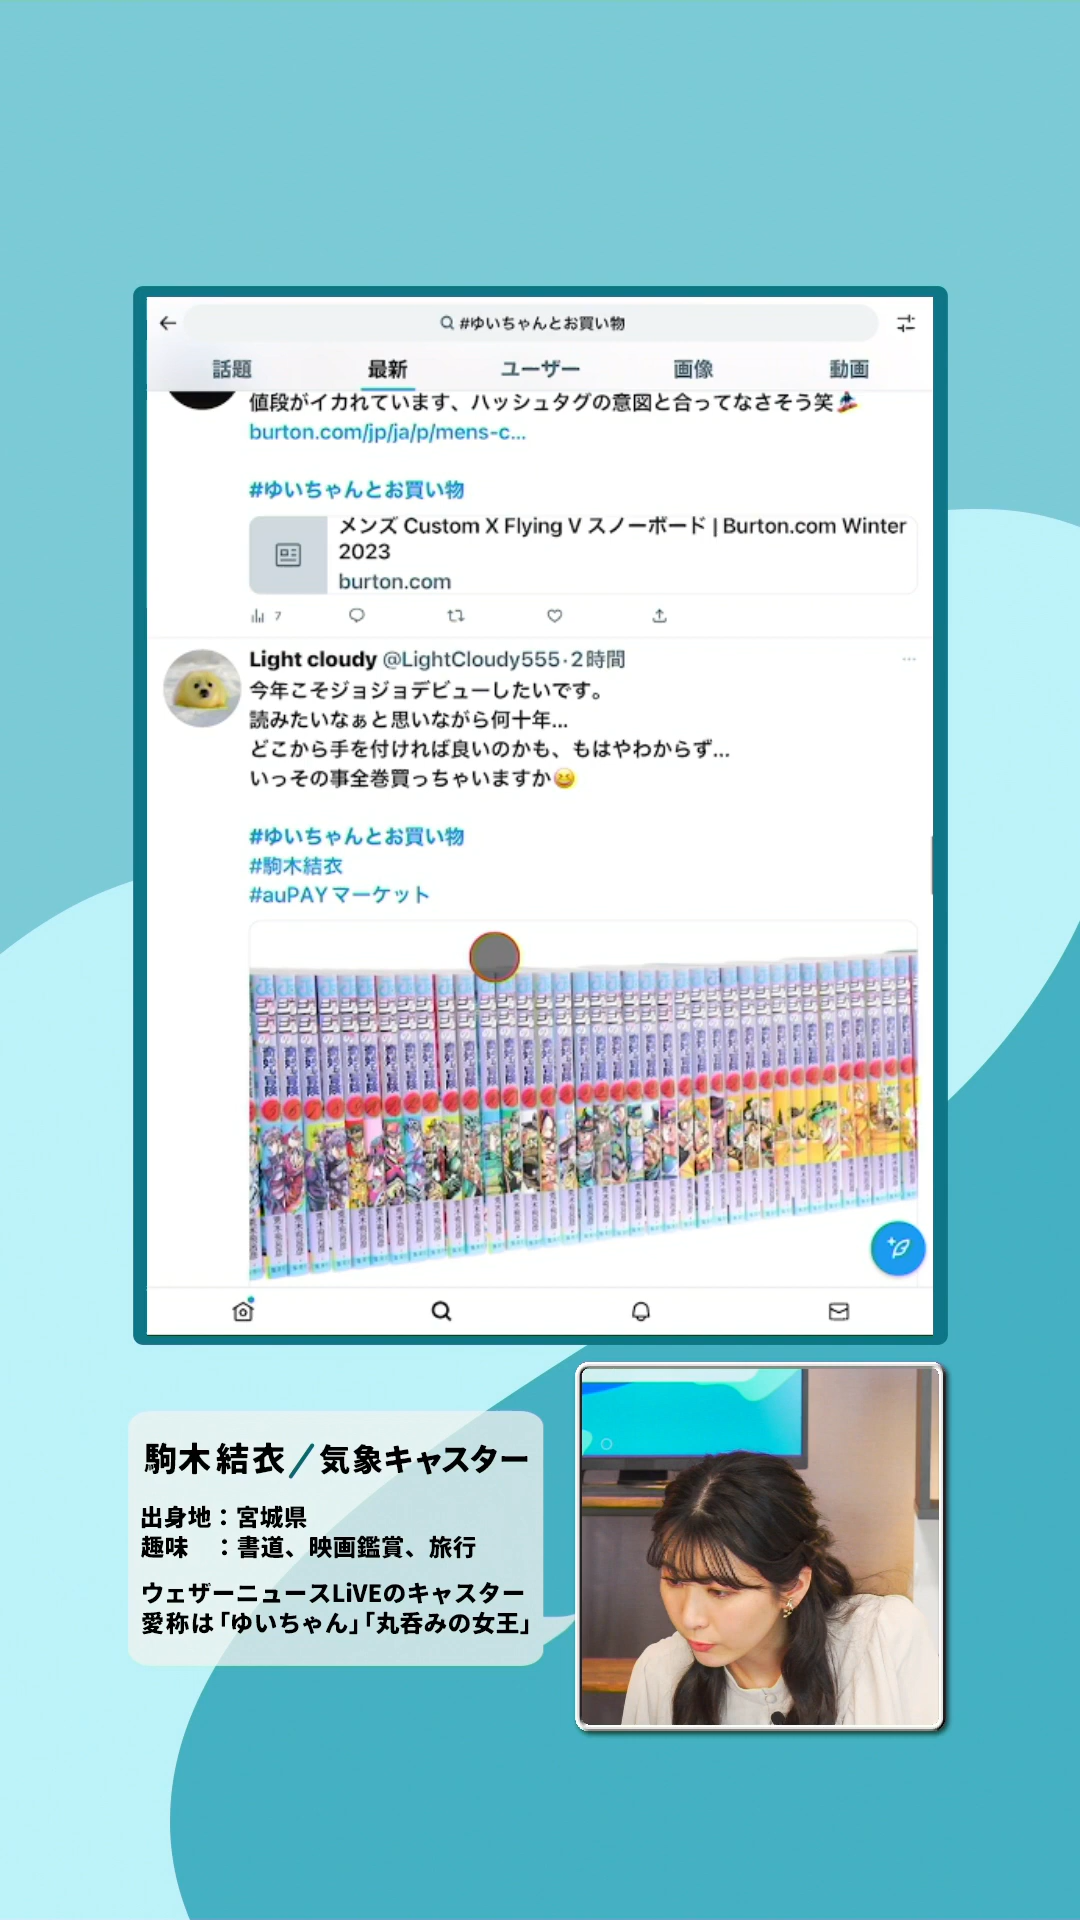 #ゆいちゃんとお買い物
話題 最新 ユーザー 画像 動画
値段がイカれています、ハッシュタグの意図と合ってなさそう笑🏂
burton.com/jp/ja/p/mens-c...
#ゆいちゃんとお買い物
メンズ Custom X Flying V スノーボード | Burton.com Winter
2023
burton.com
7
Light cloudy @LightCloudy555·2時間
今年こそジョジョデビューしたいです。
読みたいなぁと思いながら何十年...
どこから手を付ければ良いのかも、もはやわからず...
いっその事全巻買っちゃいますか😆
#ゆいちゃんとお買い物
#駒木結衣
#auPAYマーケット
駒木結衣/気象キャスター
出身地：宮城県
趣味　：書道、映画鑑賞、旅行
ウェザーニュースLiVEのキャスター
愛称は「ゆいちゃん」「丸呑みの女王」